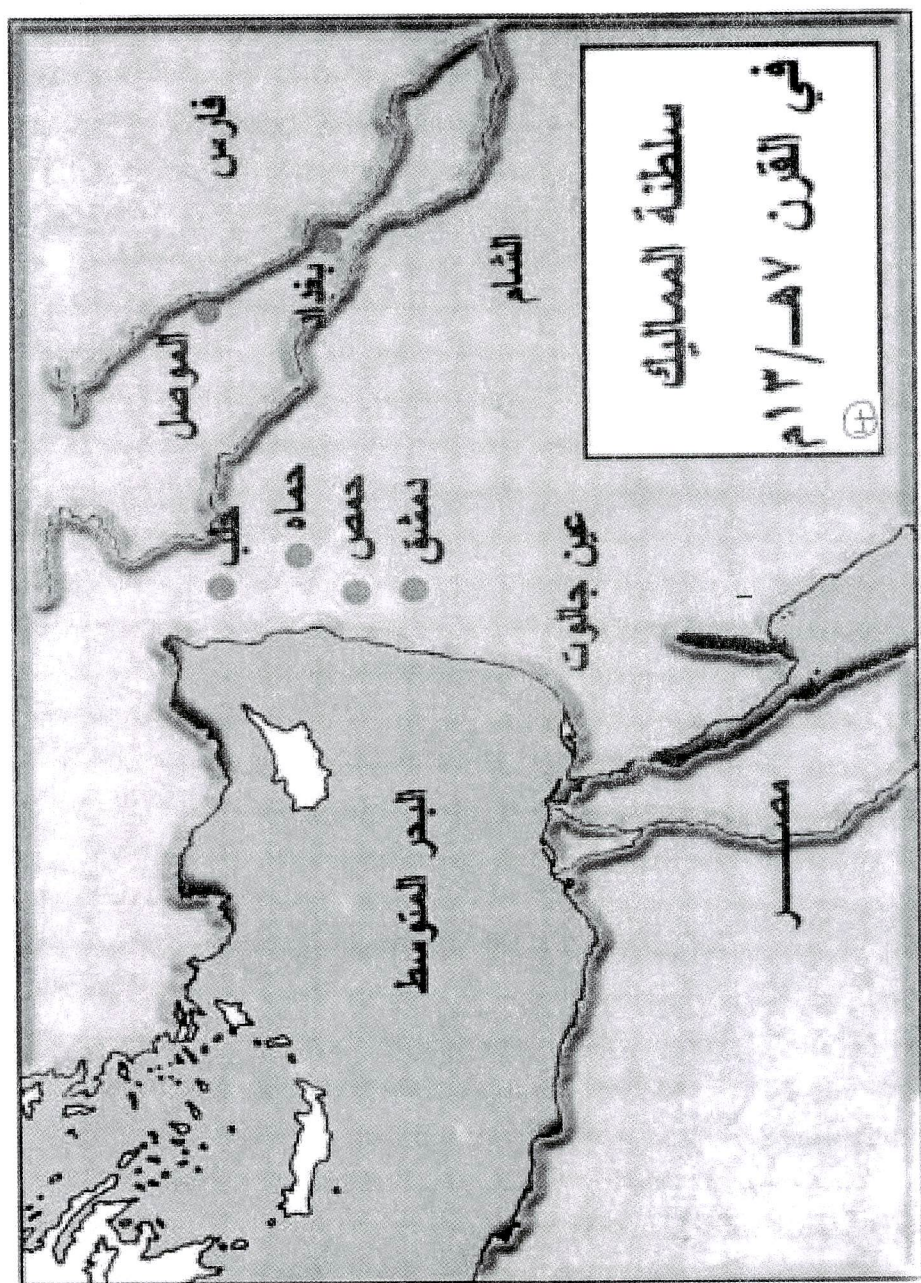 سلطنة المماليك
في القرن ٧هـ/١٣م
فارس
الموصل
بغداد
الشام
حلب
حماه
حمص
دمشق
عين جالوت
البحر المتوسط
مصر